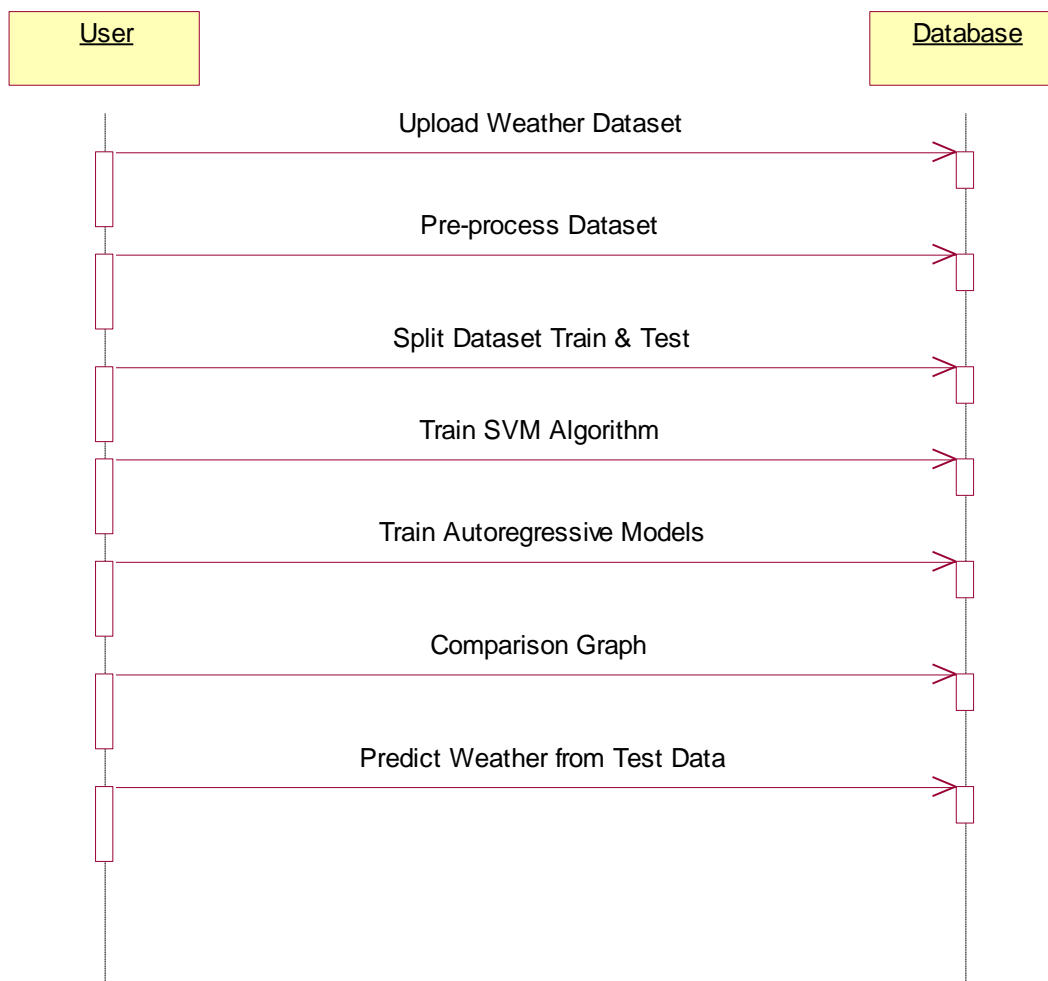 User
Database
Upload Weather Dataset
Pre-process Dataset
Split Dataset Train & Test
Train SVM Algorithm
Train Autoregressive Models
Comparison Graph
Predict Weather from Test Data